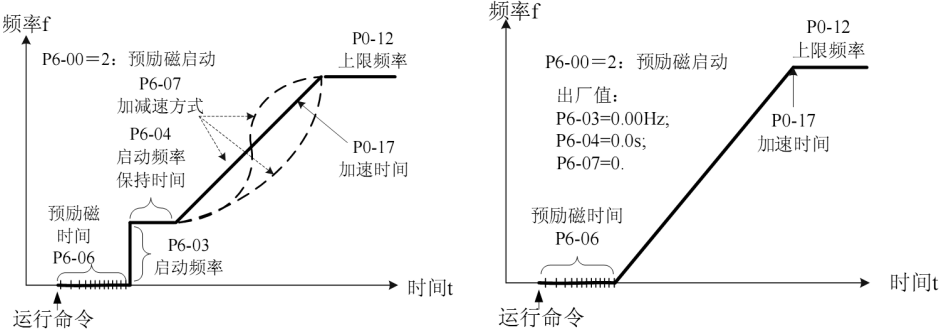 频率f
P6-00＝2：预励磁启动
P0-12
上限频率
P6-07
加减速方式
P6-04
启动频率
保持时间
P0-17
加速时间
预励磁
时间
P6-06
P6-03
启动频率
时间t
运行命令
频率f
P0-12
上限频率
P6-00＝2：预励磁启动
出厂值：
P6-03=0.00Hz;
P6-04=0.0s;
P6-07=0.
P0-17
加速时间
预励磁时间
P6-06
时间t
运行命令